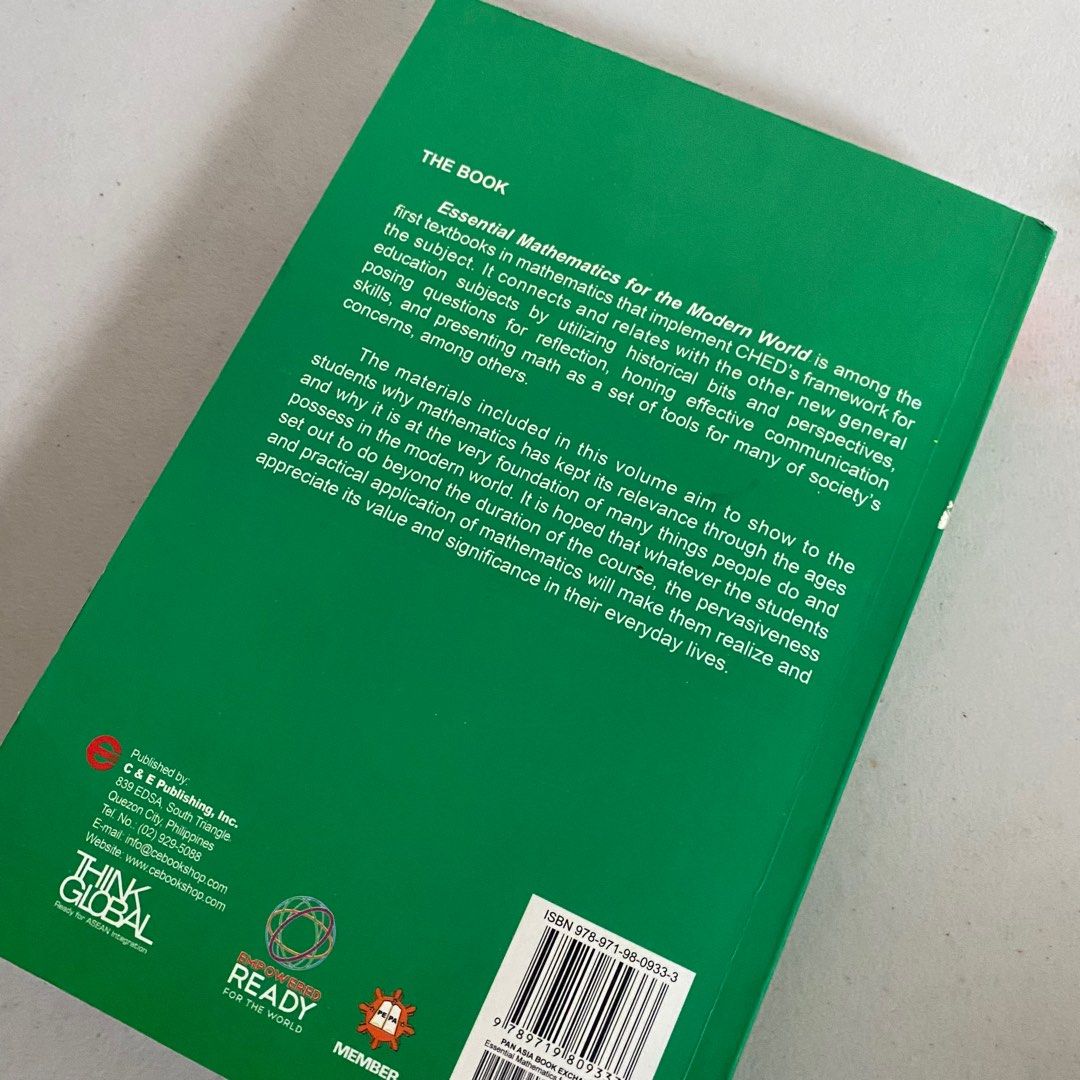 THE BOOK
Essential Mathematics for the Modern World is among the
first textbooks in mathematics that implement CHED's framework for
the subject. It connects and relates with the other new general
education subjects by utilizing historical bits and perspectives,
posing questions for reflection, honing effective communication
skills, and presenting math as a set of tools for many of society's
concerns, among others.
The materials included in this volume aim to show to the
students why mathematics has kept its relevance through the ages
and why it is at the very foundation of many things people do and
possess in the modern world. It is hoped that whatever the students
set out to do beyond the duration of the course, the pervasiveness
and practical application of mathematics will make them realize and
appreciate its value and significance in their everyday lives.
Published by:
C & E Publishing, Inc.
839 EDSA, South Triangle.
Quezon City, Philippines
Tel. No.: (02) 929-5088
E-mail: info@cebookshop.com
Website: www.cebookshop.com
THINK
GLOBAL
Ready for ASEAN Integration
EMPOWERED
READY
FOR THE WORLD
PEPA
MEMBER
ISBN 978-971-98-0933-3
9 789719 80933
PAN ASIA BOOK
Essential Mathematics